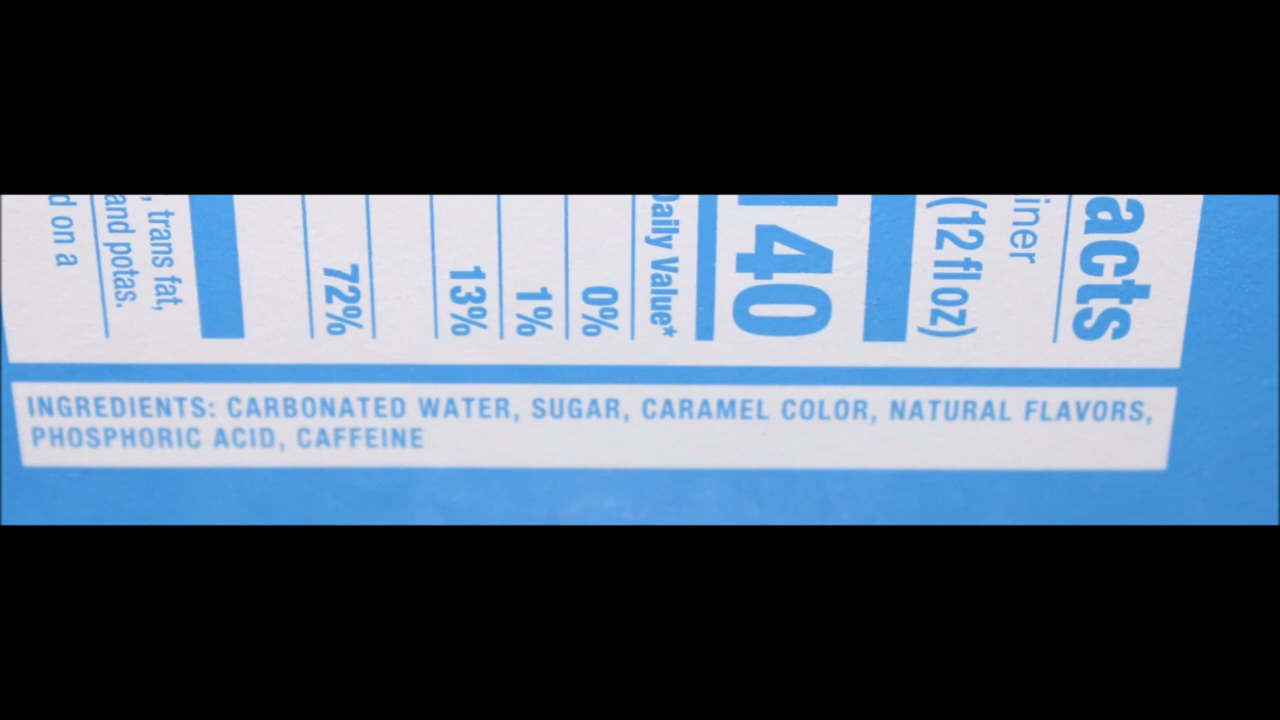 acts
iner
(12 fl oz)
140
Daily Value*
0%
1%
13%
72%
, trans fat,
and potas.
d on a
INGREDIENTS: CARBONATED WATER, SUGAR, CARAMEL COLOR, NATURAL FLAVORS,
PHOSPHORIC ACID, CAFFEINE